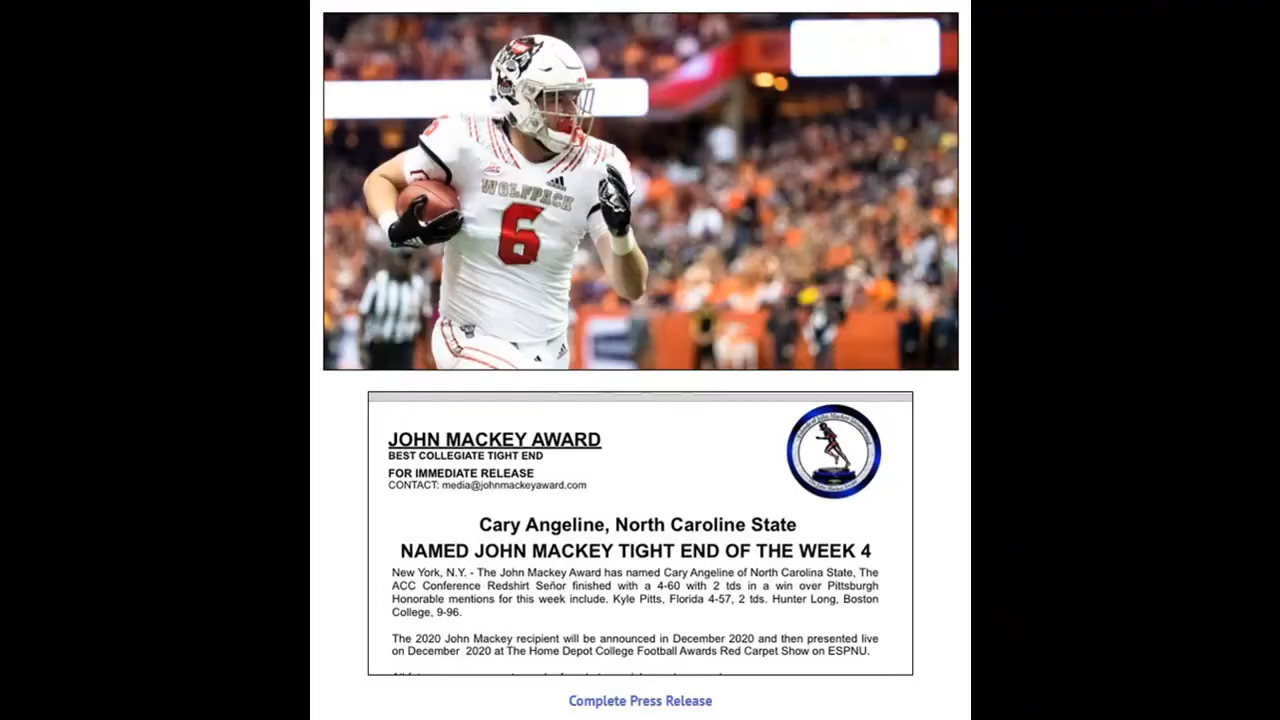 WOLFPACK
6
JOHN MACKEY AWARD
BEST COLLEGIATE TIGHT END
FOR IMMEDIATE RELEASE
CONTACT: media@johnmackeyaward.com
Cary Angeline, North Caroline State
NAMED JOHN MACKEY TIGHT END OF THE WEEK 4
New York, N.Y. - The John Mackey Award has named Cary Angeline of North Carolina State, The
ACC Conference Redshirt Señor finished with a 4-60 with 2 tds in a win over Pittsburgh
Honorable mentions for this week include. Kyle Pitts, Florida 4-57, 2 tds. Hunter Long, Boston
College, 9-96.
The 2020 John Mackey recipient will be announced in December 2020 and then presented live
on December 2020 at The Home Depot College Football Awards Red Carpet Show on ESPNU.
Complete Press Release